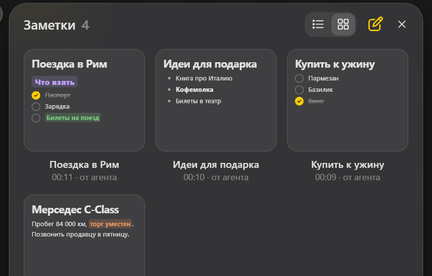 Заметки 4
Поездка в Рим
Что взять
Паспорт
Зарядка
Билеты на поезд
Поездка в Рим
00:11 · от агента
Идеи для подарка
• Книга про Италию
• Кофемолка
• Билеты в театр
Идеи для подарка
00:10 · от агента
Купить к ужину
Пармезан
Базилик
Вино
Купить к ужину
00:09 · от агента
Мерседес C-Class
Пробег 84 000 км, торг уместен.
Позвонить продавцу в пятницу.